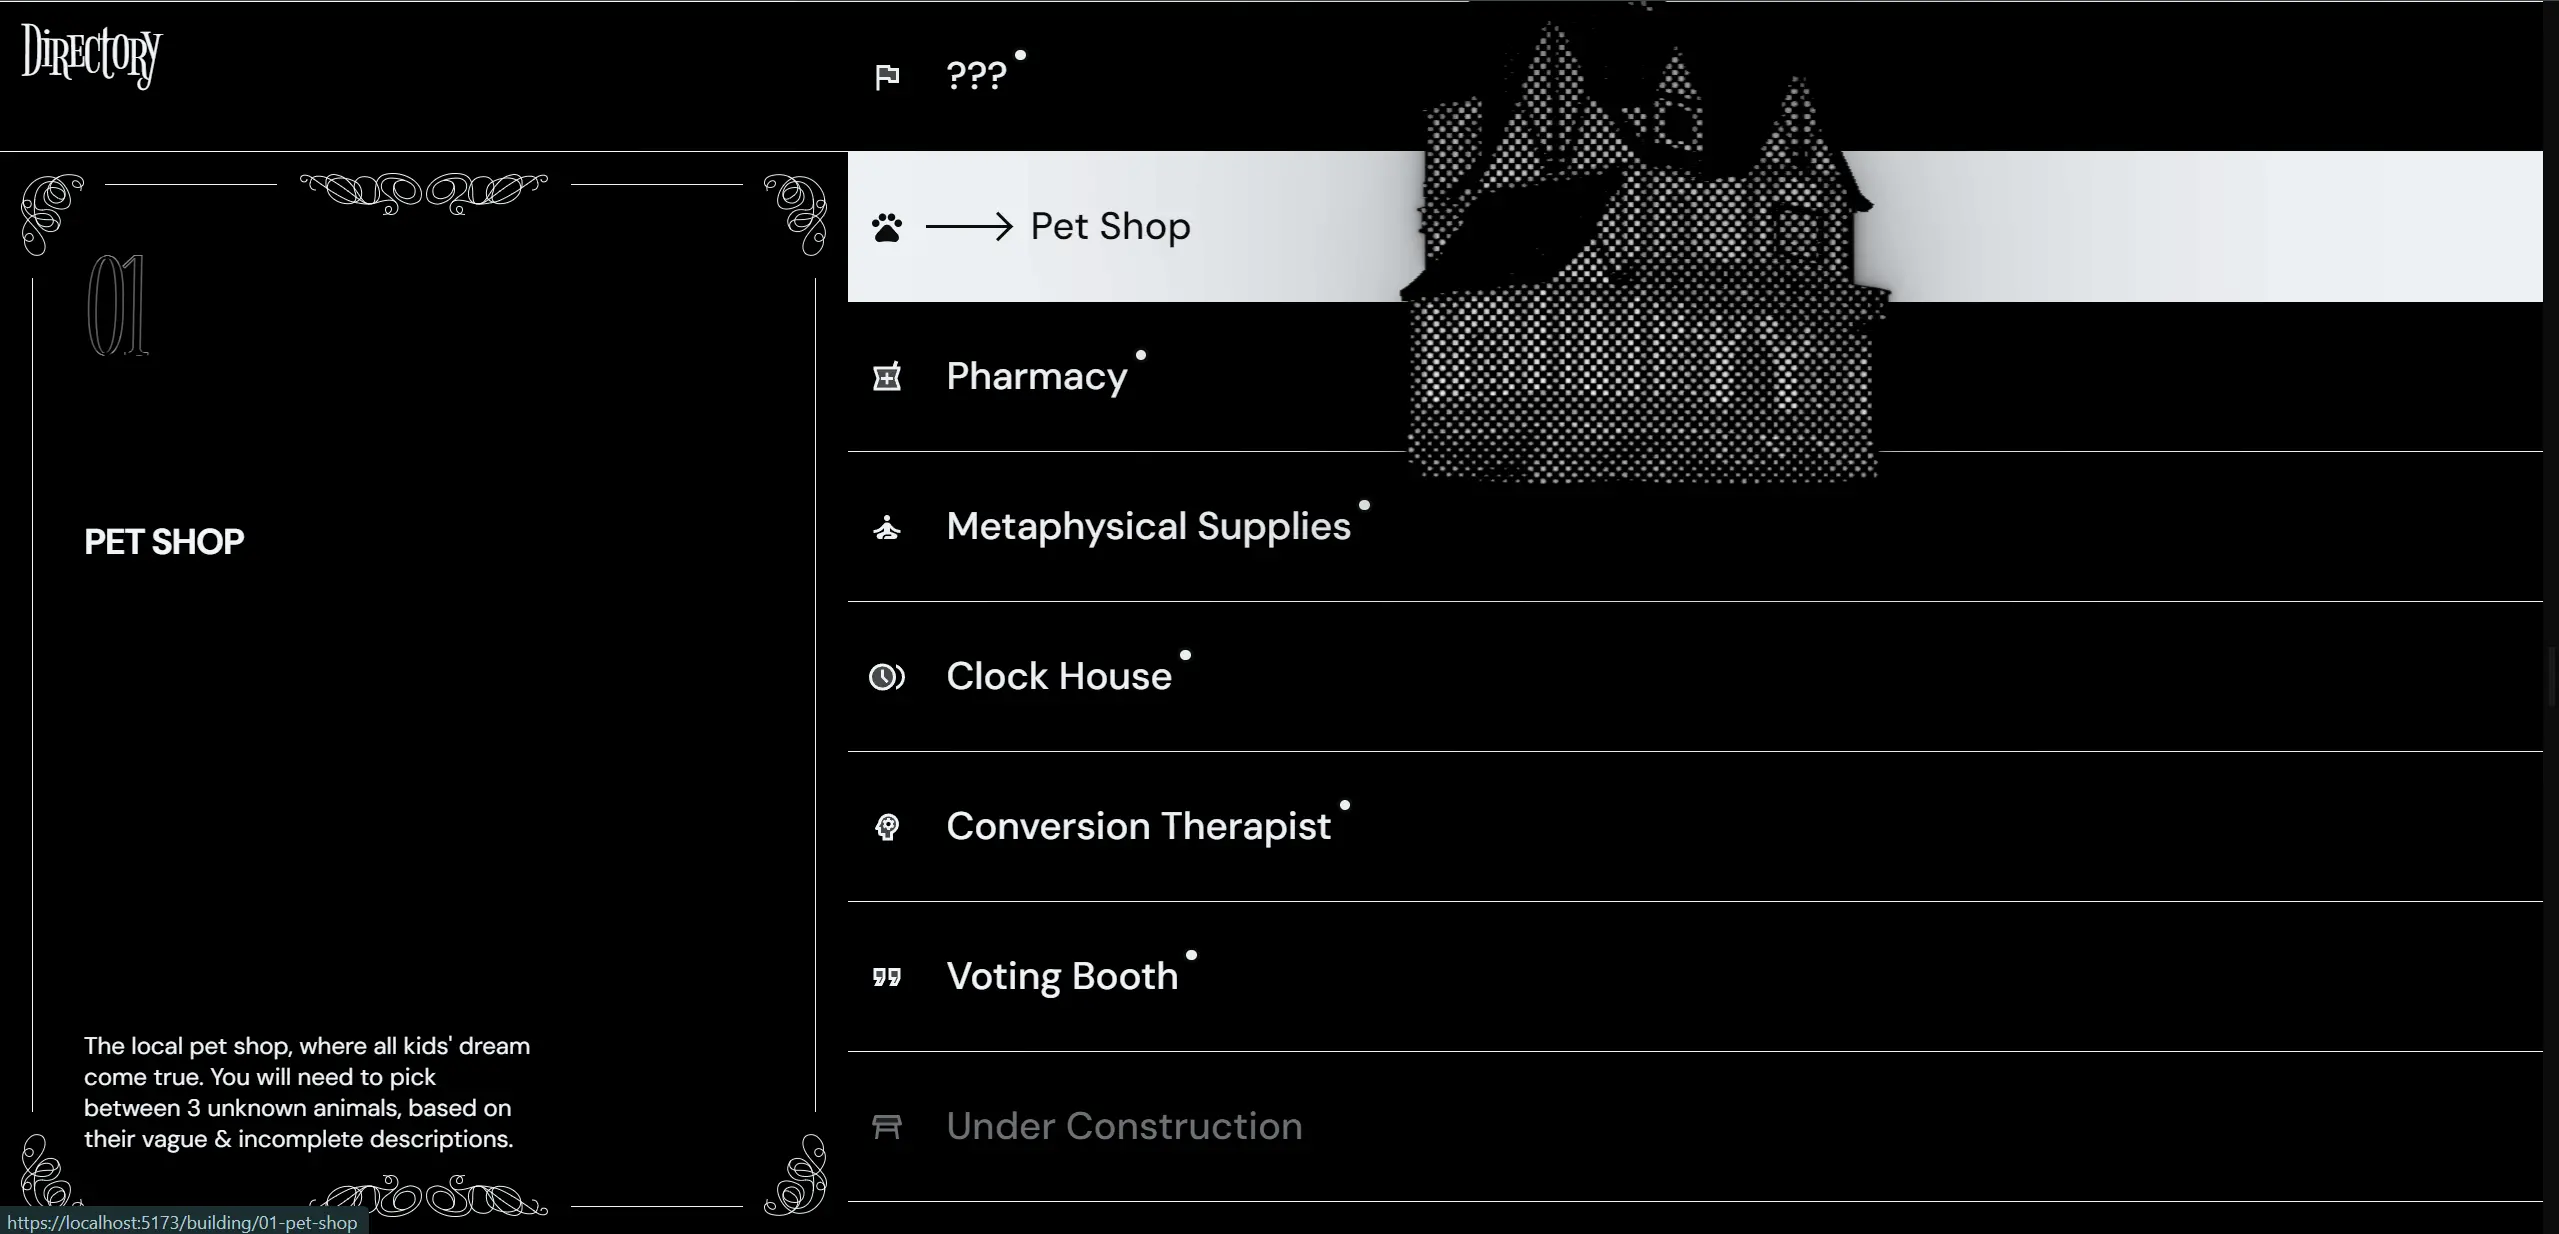 Directory
01
PET SHOP
The local pet shop, where all kids' dream
come true. You will need to pick
between 3 unknown animals, based on
their vague & incomplete descriptions.
???
Pet Shop
Pharmacy
Metaphysical Supplies
Clock House
Conversion Therapist
Voting Booth
Under Construction
https://localhost:5173/building/01-pet-shop